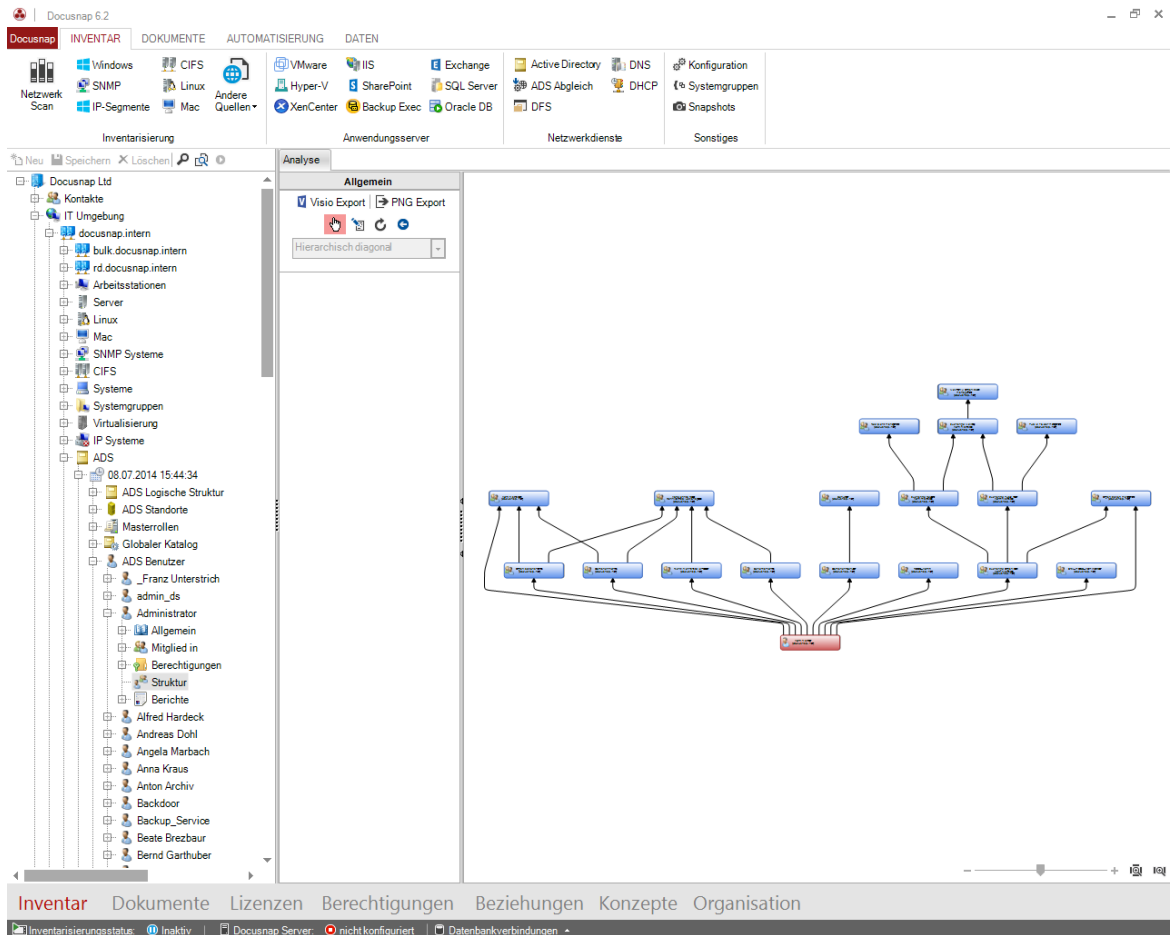 Docusnap 6.2
Docusnap INVENTAR DOKUMENTE AUTOMATISIERUNG DATEN
Netzwerk Scan
Windows
SNMP
IP-Segmente
CIFS
Linux
Mac
Andere Quellen
Inventarisierung
VMware
Hyper-V
XenCenter
IIS
SharePoint
Backup Exec
Exchange
SQL Server
Oracle DB
Anwendungsserver
Active Directory
ADS Abgleich
DFS
DNS
DHCP
Netzwerkdienste
Konfiguration
Systemgruppen
Snapshots
Sonstiges
Neu Speichern Löschen
Docusnap Ltd
Kontakte
IT Umgebung
docusnap.intern
bulk.docusnap.intern
rd.docusnap.intern
Arbeitsstationen
Server
Linux
Mac
SNMP Systeme
CIFS
Systeme
Systemgruppen
Virtualisierung
IP Systeme
ADS
08.07.2014 15:44:34
ADS Logische Struktur
ADS Standorte
Masterrollen
Globaler Katalog
ADS Benutzer
_Franz Unterstrich
admin_ds
Administrator
Allgemein
Mitglied in
Berechtigungen
Struktur
Berichte
Alfred Hardeck
Andreas Dohl
Angela Marbach
Anna Kraus
Anton Archiv
Backdoor
Backup_Service
Beate Brezbaur
Bernd Garthuber
Analyse
Allgemein
Visio Export PNG Export
Hierarchisch diagonal
Inventar Dokumente Lizenzen Berechtigungen Beziehungen Konzepte Organisation
Inventarisierungsstatus: Inaktiv Docusnap Server: nicht konfiguriert Datenbankverbindungen